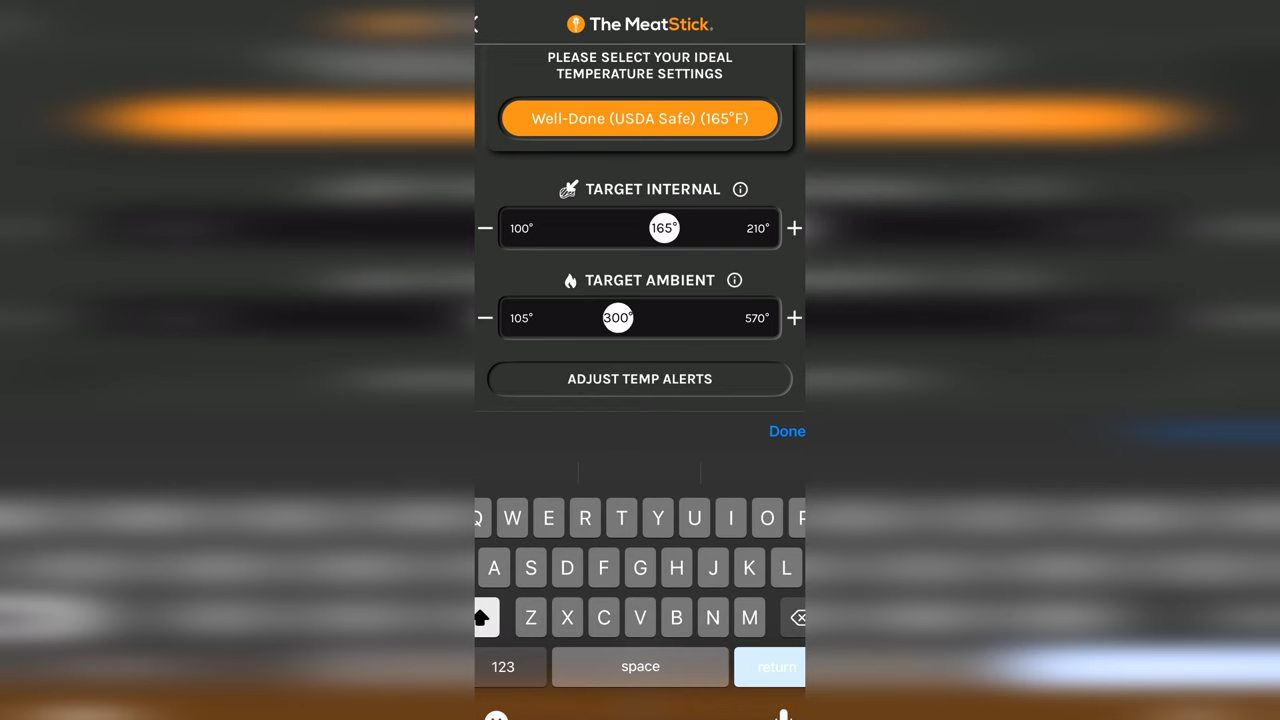 The MeatStick.
PLEASE SELECT YOUR IDEAL
TEMPERATURE SETTINGS
Well-Done (USDA Safe) (165°F)
TARGET INTERNAL
− 100° 165° 210° +
TARGET AMBIENT
− 105° 300° 570° +
ADJUST TEMP ALERTS
Done
Q W E R T Y U I O P
A S D F G H J K L
Z X C V B N M
123 space return